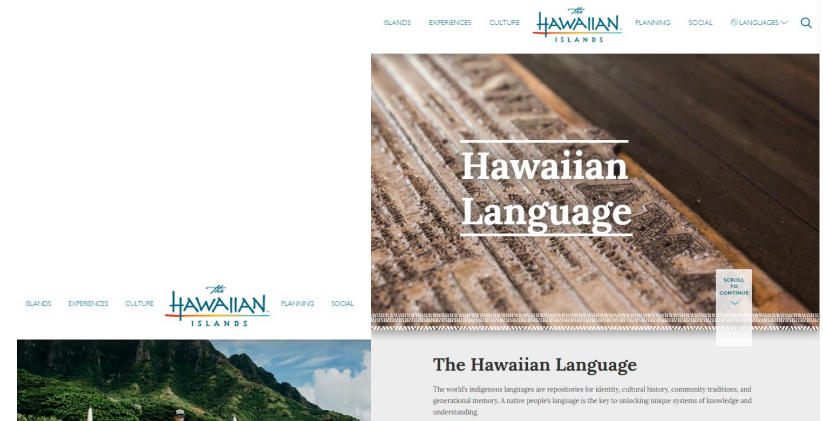 ISLANDS EXPERIENCES CULTURE The HAWAIIAN ISLANDS PLANNING SOCIAL LANGUAGES
Hawaiian
Language
SCROLL
TO
CONTINUE
The Hawaiian Language
The world's indigenous languages are repositories for identity, cultural history, community traditions, and
generational memory. A native people's language is the key to unlocking unique systems of knowledge and
understanding.
ISLANDS EXPERIENCES CULTURE The HAWAIIAN ISLANDS PLANNING SOCIAL